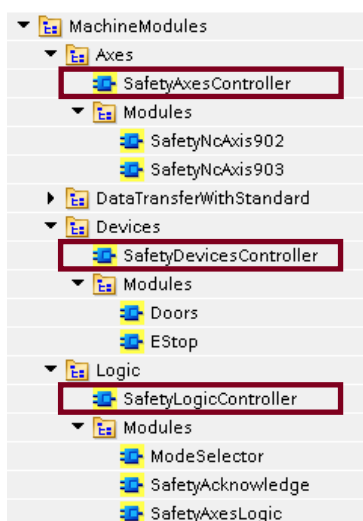 MachineModules
Axes
SafetyAxesController
Modules
SafetyNcAxis902
SafetyNcAxis903
DataTransferWithStandard
Devices
SafetyDevicesController
Modules
Doors
EStop
Logic
SafetyLogicController
Modules
ModeSelector
SafetyAcknowledge
SafetyAxesLogic